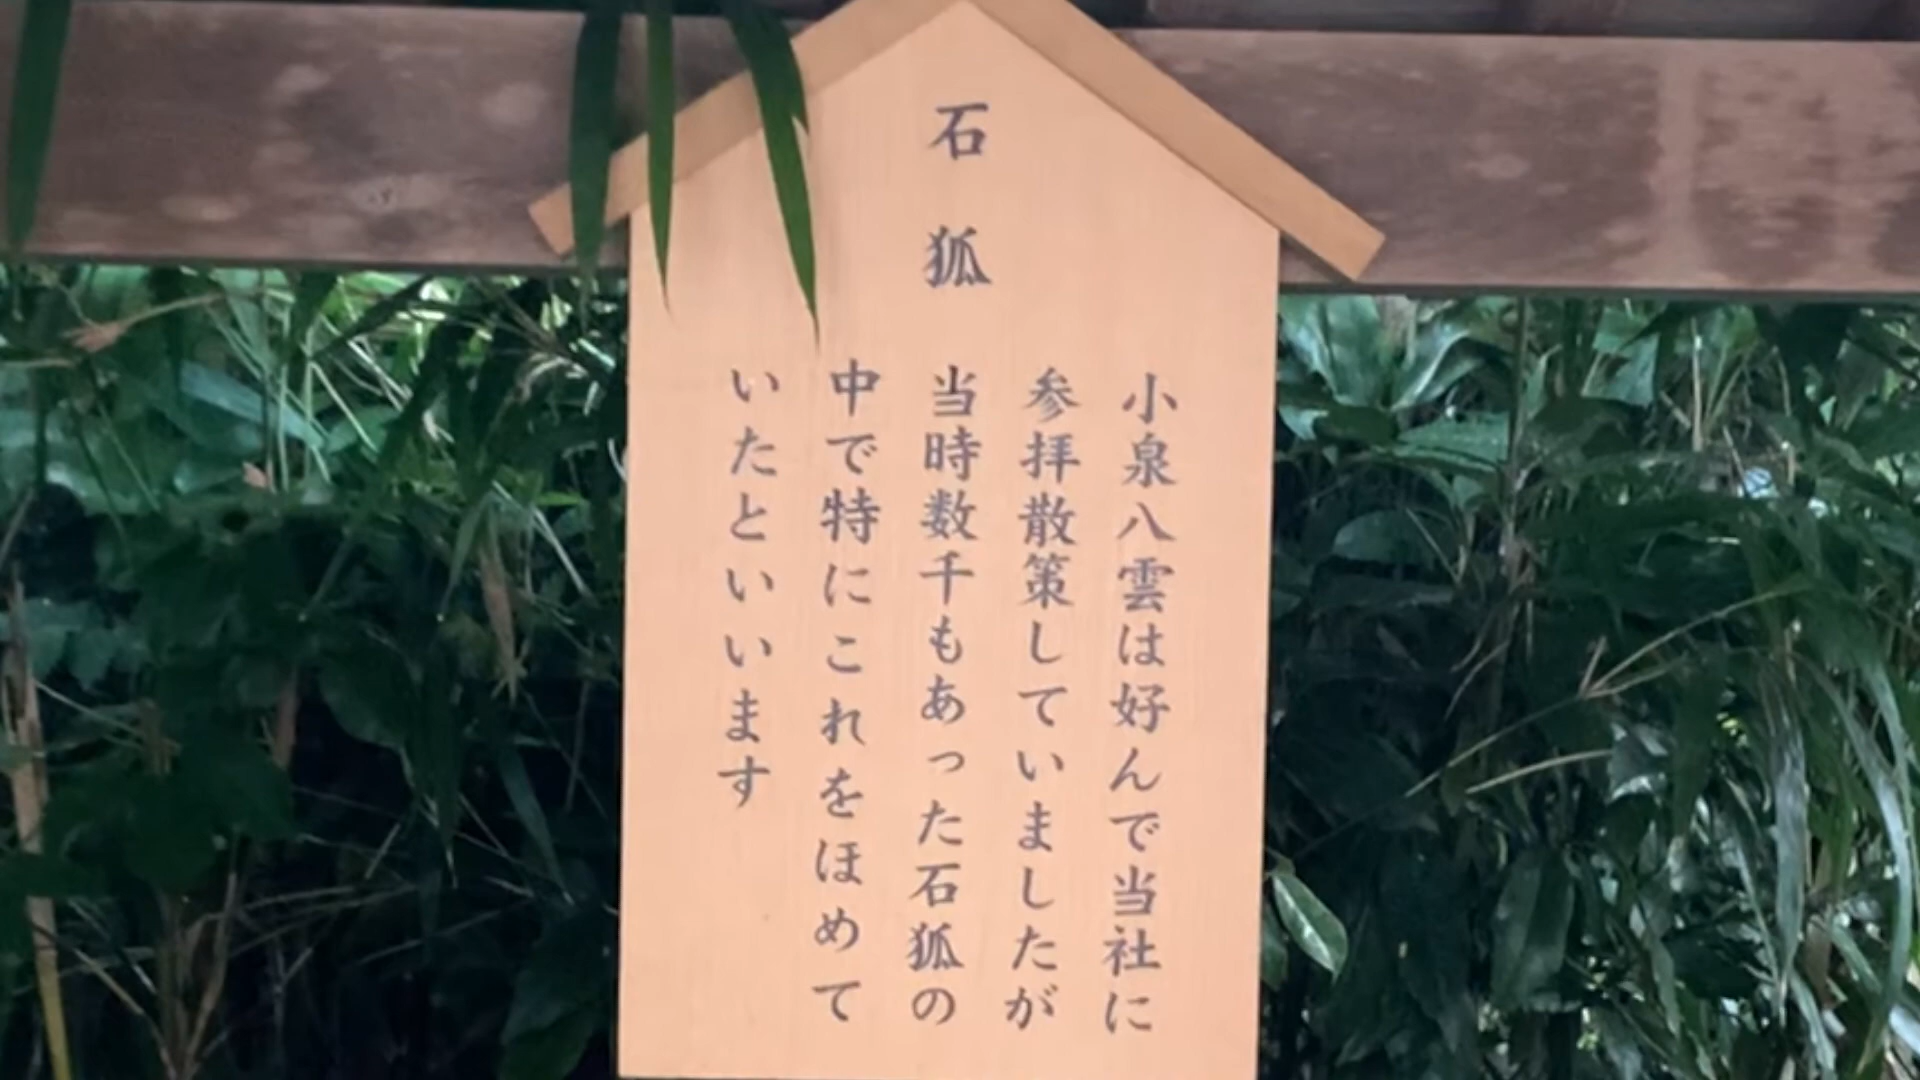 石狐
小泉八雲は好んで当社に
参拝散策していましたが
当時数千もあった石狐の
中で特にこれをほめて
いたといいます